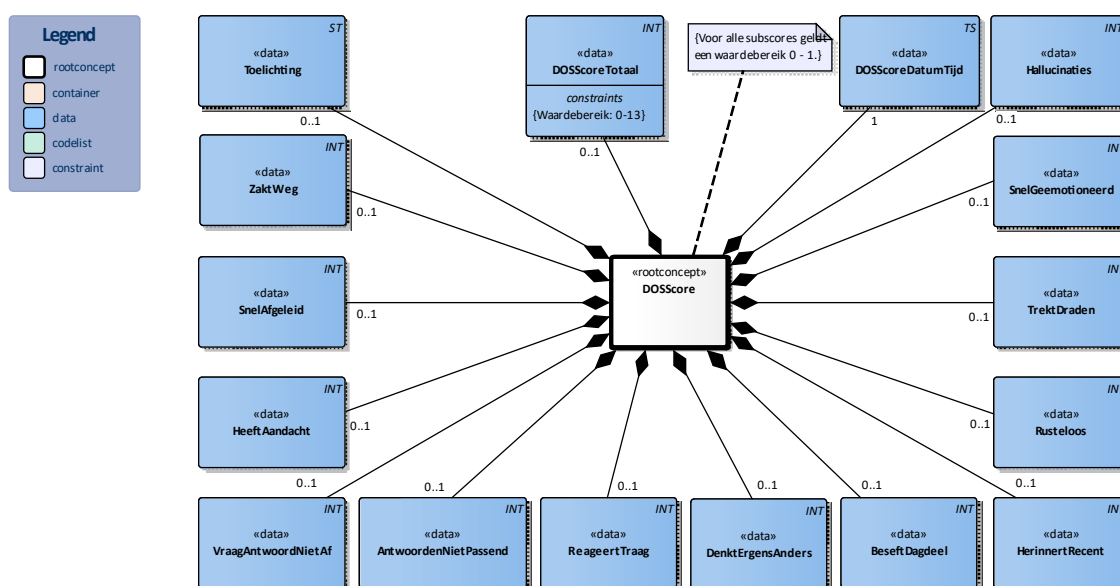 Legend
rootconcept
container
data
codelist
constraint
ST
«data»
Toelichting
0..1
INT
«data»
DOSScoreTotaal
constraints
{Waardebereik: 0-13}
0..1
{Voor alle subscores geldt
een waardebereik 0 - 1.}
TS
«data»
DOSScoreDatumTijd
1
INT
«data»
Hallucinaties
0..1
INT
«data»
ZaktWeg
0..1
INT
«data»
SnelGeemotioneerd
0..1
«rootconcept»
DOSScore
INT
«data»
SnelAfgeleid
0..1
INT
«data»
TrektDraden
0..1
INT
«data»
HeeftAandacht
0..1
INT
«data»
Rusteloos
0..1
0..1
INT
«data»
VraagAntwoordNietAf
0..1
INT
«data»
AntwoordenNietPassend
0..1
INT
«data»
ReageertTraag
0..1
INT
«data»
DenktErgensAnders
0..1
INT
«data»
BeseftDagdeel
0..1
INT
«data»
HerinnertRecent